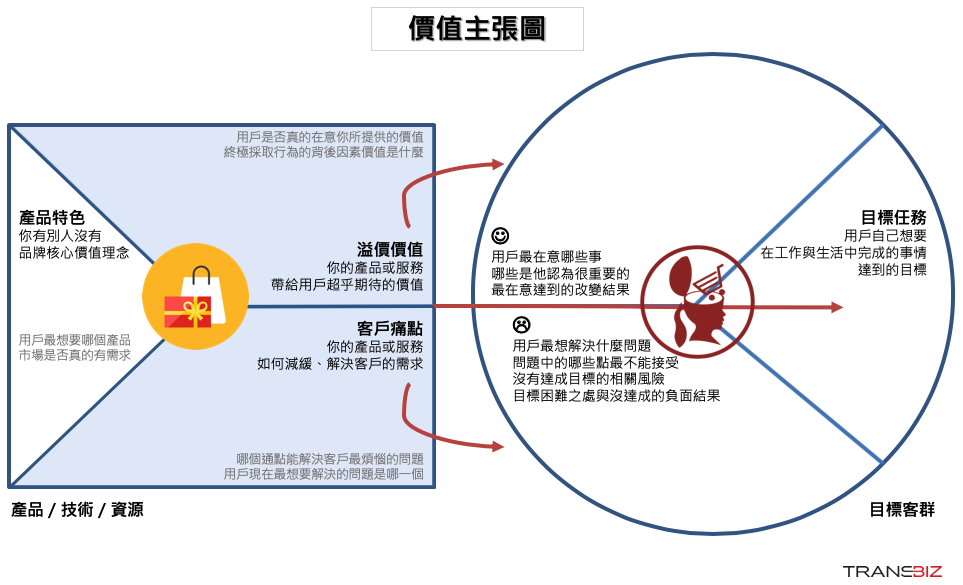 價值主張圖
用戶是否真的在意你所提供的價值
終極採取行為的背後因素價值是什麼
產品特色
你有別人沒有
品牌核心價值理念
溢價價值
你的產品或服務
帶給用戶超乎期待的價值
用戶最在意哪些事
哪些是他認為很重要的
最在意達到的改變結果
目標任務
用戶自己想要
在工作與生活中完成的事情
達到的目標
用戶最想要哪個產品
市場是否真的有需求
客戶痛點
你的產品或服務
如何減緩、解決客戶的需求
用戶最想解決什麼問題
問題中的哪些點最不能接受
沒有達成目標的相關風險
目標困難之處與沒達成的負面結果
哪個通點能解決客戶最煩惱的問題
用戶現在最想要解決的問題是哪一個
產品 / 技術 / 資源
目標客群
TRANSBIZ